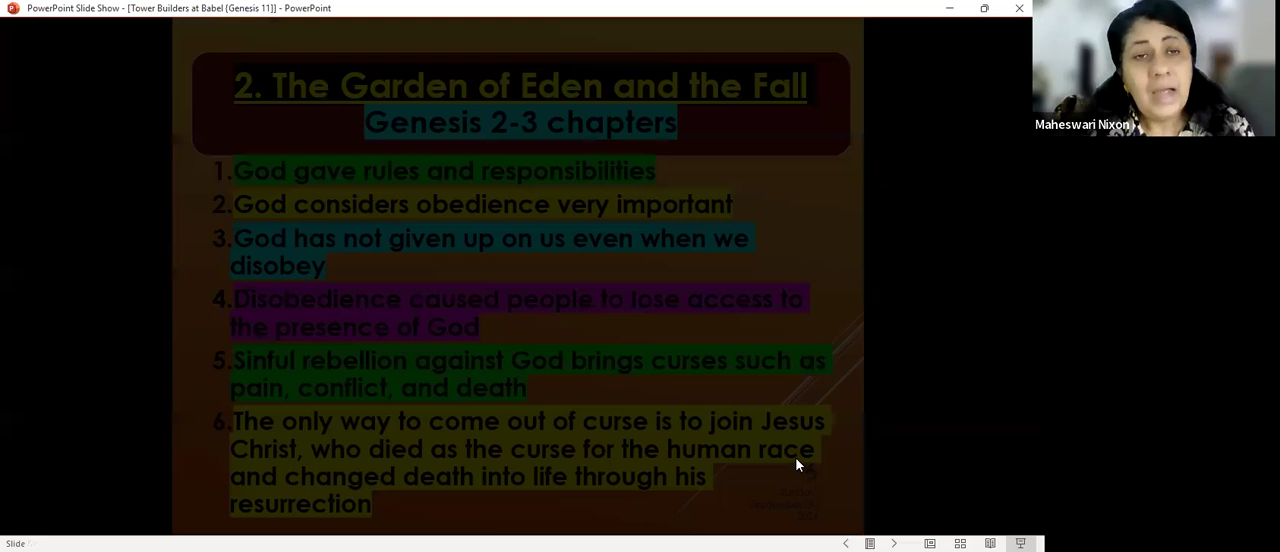 PowerPoint Slide Show - [Tower Builders at Babel {Genesis 11}] - PowerPoint
Maheswari Nixon
2. The Garden of Eden and the Fall
Genesis 2-3 chapters
1.God gave rules and responsibilities
2.God considers obedience very important
3.God has not given up on us even when we
disobey
4.Disobedience caused people to lose access to
the presence of God
5.Sinful rebellion against God brings curses such as
pain, conflict, and death
6.The only way to come out of curse is to join Jesus
Christ, who died as the curse for the human race
and changed death into life through his
resurrection
Slide